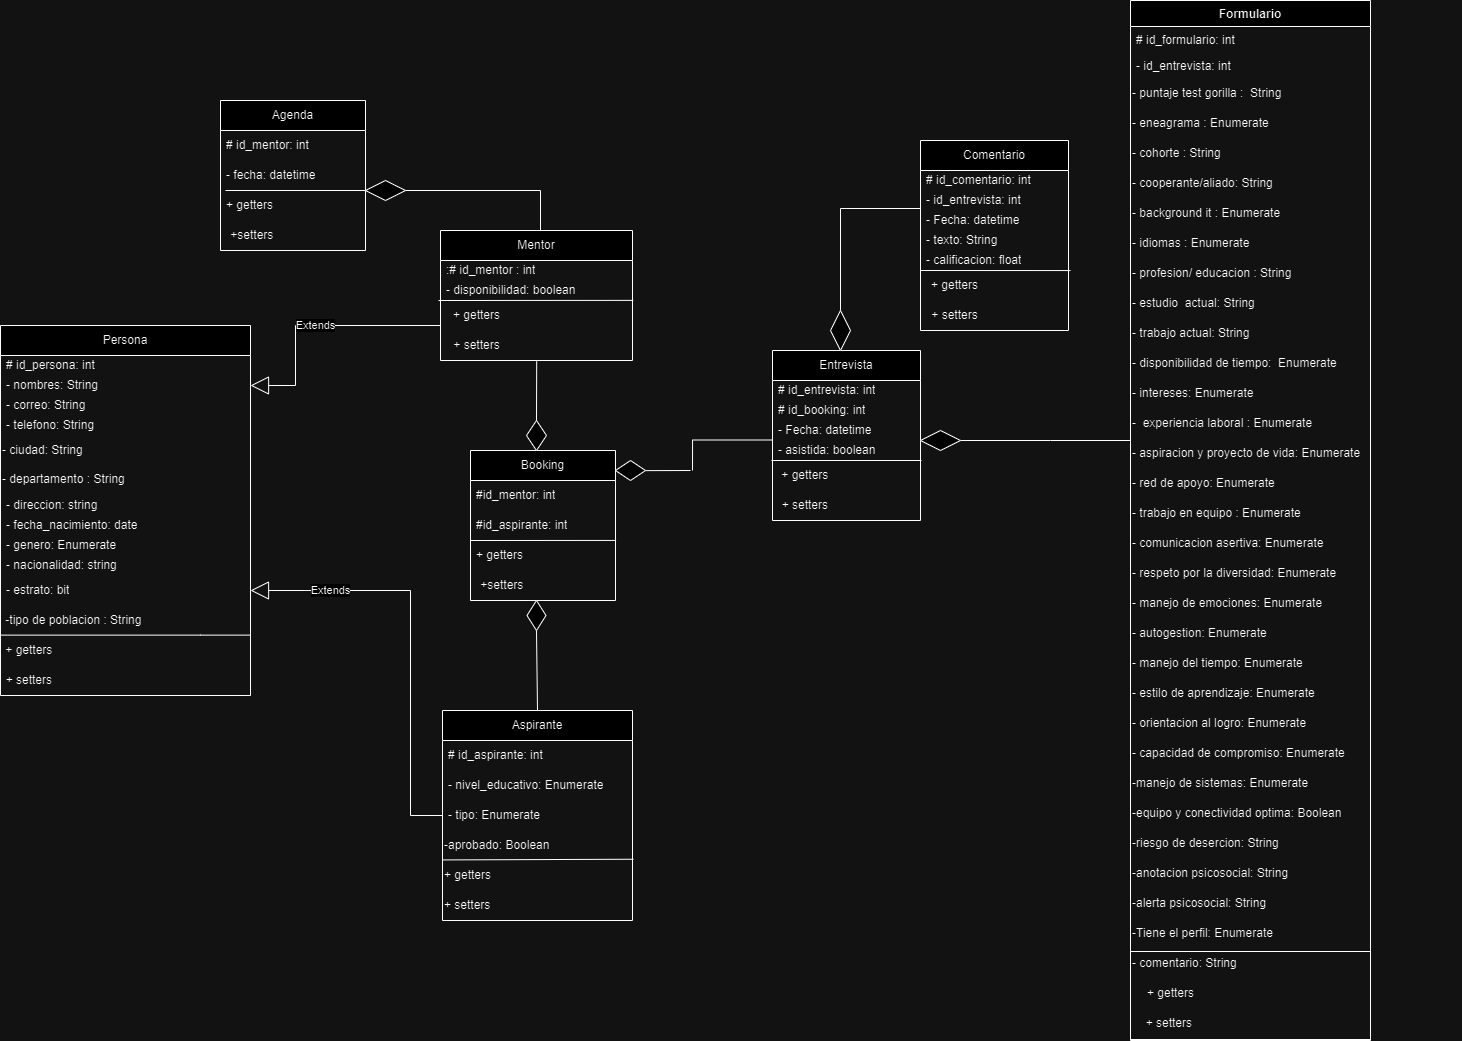 Agenda
# id_mentor: int
- fecha: datetime
+ getters
+setters
Mentor
:# id_mentor : int
- disponibilidad: boolean
+ getters
+ setters
Extends
Persona
# id_persona: int
- nombres: String
- correo: String
- telefono: String
- ciudad: String
- departamento : String
- direccion: string
- fecha_nacimiento: date
- genero: Enumerate
- nacionalidad: string
- estrato: bit
-tipo de poblacion : String
+ getters
+ setters
Extends
Booking
#id_mentor: int
#id_aspirante: int
+ getters
+setters
Aspirante
# id_aspirante: int
- nivel_educativo: Enumerate
- tipo: Enumerate
-aprobado: Boolean
+ getters
+ setters
Comentario
# id_comentario: int
- id_entrevista: int
- Fecha: datetime
- texto: String
- calificacion: float
+ getters
+ setters
Entrevista
# id_entrevista: int
# id_booking: int
- Fecha: datetime
- asistida: boolean
+ getters
+ setters
Formulario
# id_formulario: int
- id_entrevista: int
- puntaje test gorilla :  String
- eneagrama : Enumerate
- cohorte : String
- cooperante/aliado: String
- background it : Enumerate
- idiomas : Enumerate
- profesion/ educacion : String
- estudio  actual: String
- trabajo actual: String
- disponibilidad de tiempo:  Enumerate
- intereses: Enumerate
-  experiencia laboral : Enumerate
- aspiracion y proyecto de vida: Enumerate
- red de apoyo: Enumerate
- trabajo en equipo : Enumerate
- comunicacion asertiva: Enumerate
- respeto por la diversidad: Enumerate
- manejo de emociones: Enumerate
- autogestion: Enumerate
- manejo del tiempo: Enumerate
- estilo de aprendizaje: Enumerate
- orientacion al logro: Enumerate
- capacidad de compromiso: Enumerate
-manejo de sistemas: Enumerate
-equipo y conectividad optima: Boolean
-riesgo de desercion: String
-anotacion psicosocial: String
-alerta psicosocial: String
-Tiene el perfil: Enumerate
- comentario: String
+ getters
+ setters